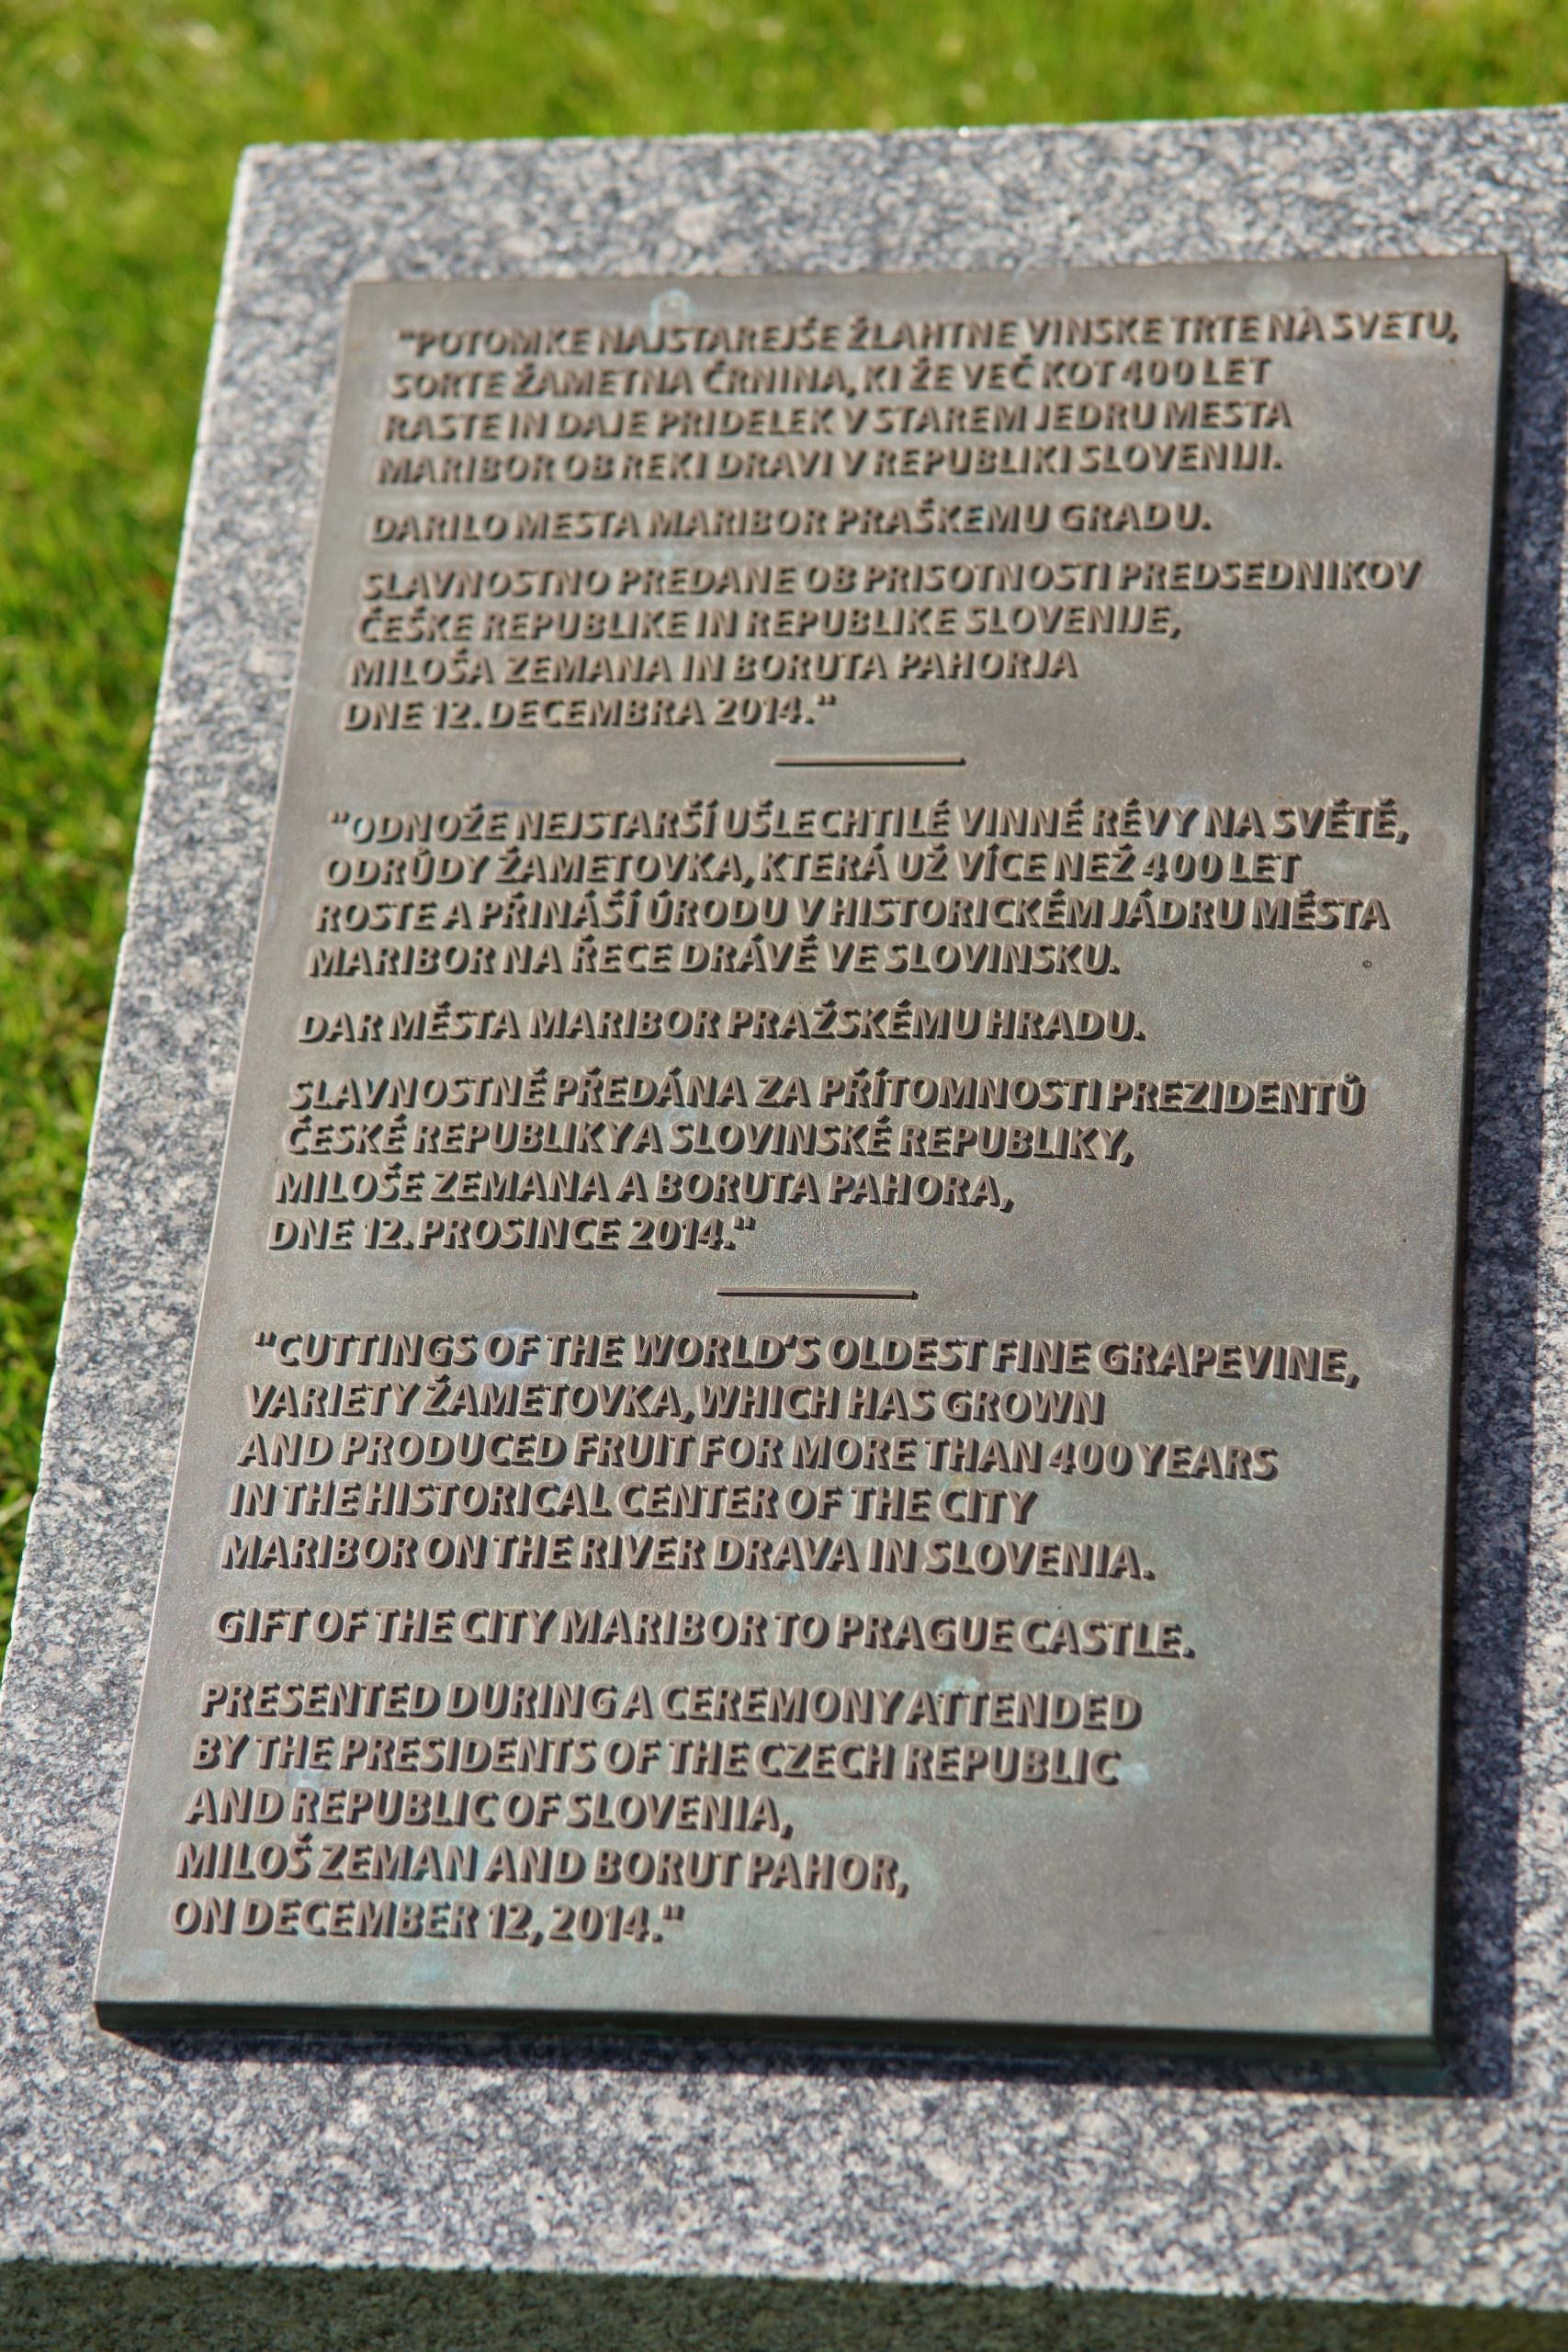 "POTOMKE NAJSTAREJŠE ŽLAHTNE VINSKE TRTE NA SVETU,
SORTE ŽAMETNA ČRNINA, KI ŽE VEČ KOT 400 LET
RASTE IN DAJE PRIDELEK V STAREM JEDRU MESTA
MARIBOR OB REKI DRAVI V REPUBLIKI SLOVENIJI.
DARILO MESTA MARIBOR PRAŠKEMU GRADU.
SLAVNOSTNO PREDANE OB PRISOTNOSTI PREDSEDNIKOV
ČEŠKE REPUBLIKE IN REPUBLIKE SLOVENIJE,
MILOŠA ZEMANA IN BORUTA PAHORJA
DNE 12. DECEMBRA 2014."
"ODNOŽE NEJSTARŠÍ UŠLECHTILÉ VINNÉ RÉVY NA SVĚTĚ,
ODRŮDY ŽAMETOVKA, KTERÁ UŽ VÍCE NEŽ 400 LET
ROSTE A PŘINÁŠÍ ÚRODU V HISTORICKÉM JÁDRU MĚSTA
MARIBOR NA ŘECE DRÁVĚ VE SLOVINSKU.
DAR MĚSTA MARIBOR PRAŽSKÉMU HRADU.
SLAVNOSTNĚ PŘEDÁNA ZA PŘÍTOMNOSTI PREZIDENTŮ
ČESKÉ REPUBLIKY A SLOVINSKÉ REPUBLIKY,
MILOŠE ZEMANA A BORUTA PAHORA,
DNE 12. PROSINCE 2014."
"CUTTINGS OF THE WORLD'S OLDEST FINE GRAPEVINE,
VARIETY ŽAMETOVKA, WHICH HAS GROWN
AND PRODUCED FRUIT FOR MORE THAN 400 YEARS
IN THE HISTORICAL CENTER OF THE CITY
MARIBOR ON THE RIVER DRAVA IN SLOVENIA.
GIFT OF THE CITY MARIBOR TO PRAGUE CASTLE.
PRESENTED DURING A CEREMONY ATTENDED
BY THE PRESIDENTS OF THE CZECH REPUBLIC
AND REPUBLIC OF SLOVENIA,
MILOŠ ZEMAN AND BORUT PAHOR,
ON DECEMBER 12, 2014."